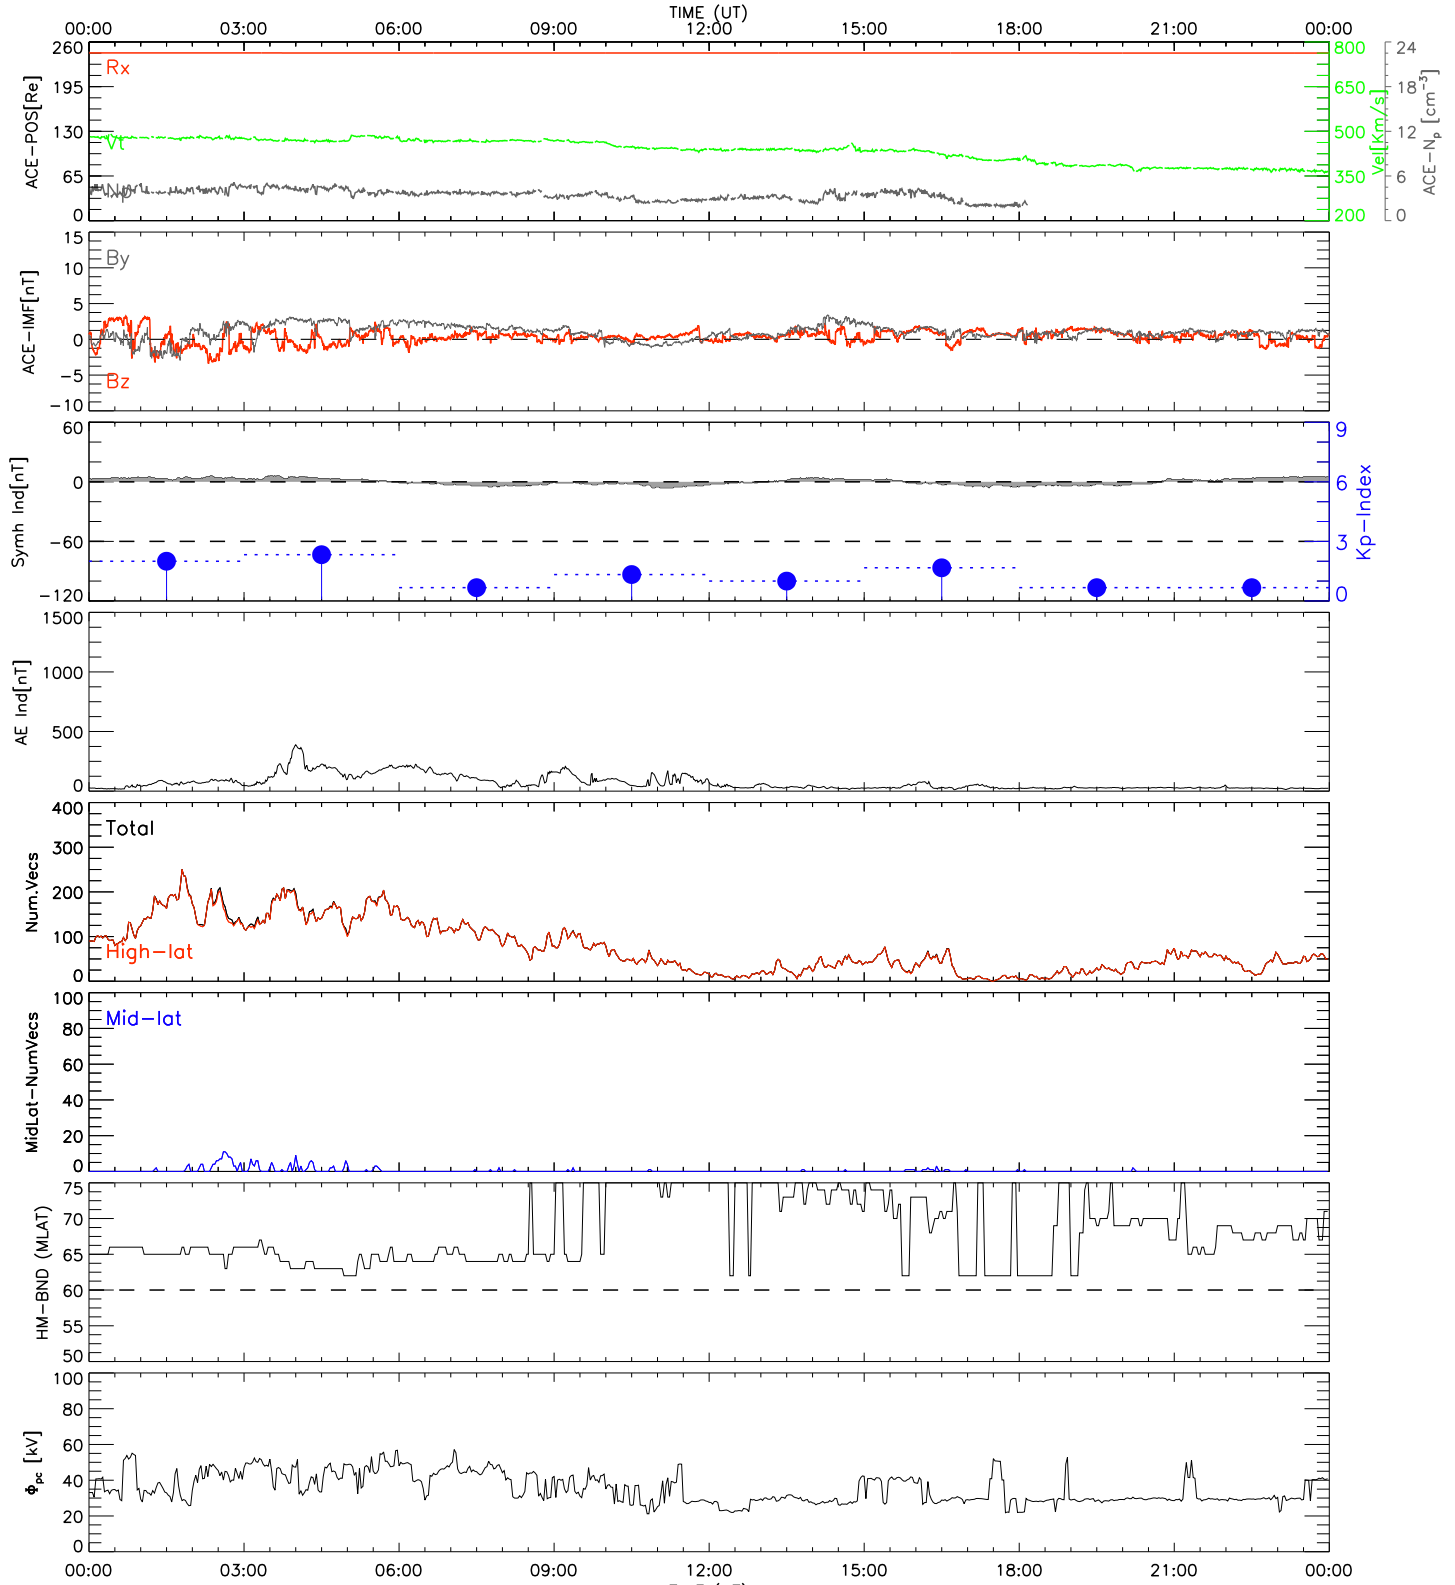 TIME (UT)
00:00 03:00 06:00 09:00 12:00 15:00 18:00 21:00 00:00
ACE-POS[Re]
260
195
130
65
0
Rx
Vt
Np
800
650
500
350
200
Vel[Km/s]
24
18
12
6
0
ACE-Np [cm⁻³]
ACE-IMF[nT]
15
10
5
0
-5
-10
By
Bz
Symh Ind[nT]
60
0
-60
-120
9
6
3
0
Kp-Index
AE Ind[nT]
1500
1000
500
0
Num.Vecs
400
300
200
100
0
Total
High-lat
MidLat-NumVecs
100
80
60
40
20
0
Mid-lat
HM-BND (MLAT)
75
70
65
60
55
50
Φpc [kV]
100
80
60
40
20
0
00:00 03:00 06:00 09:00 12:00 15:00 18:00 21:00 00:00